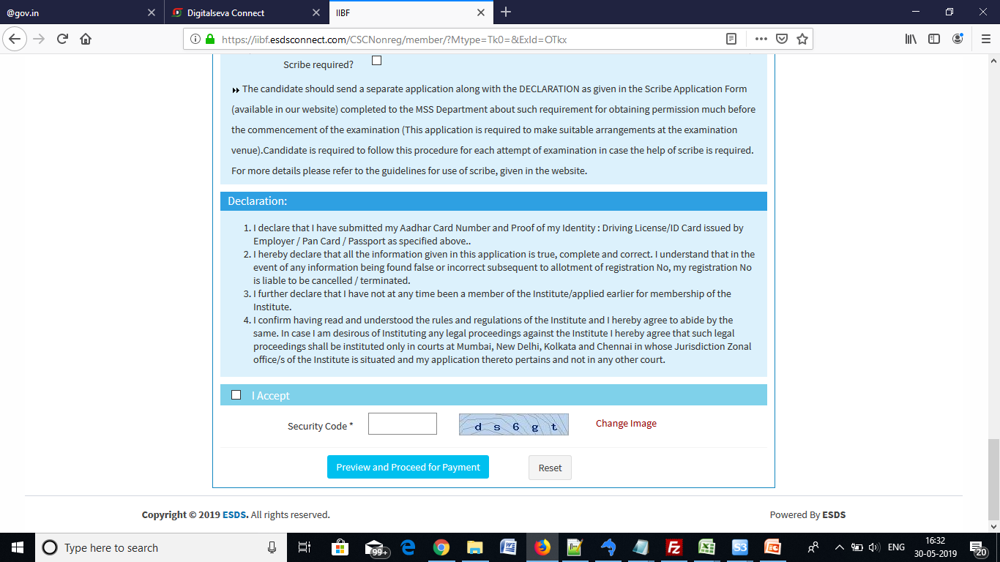 @gov.in
Digitalseva Connect
IIBF
https://iibf.esdsconnect.com/CSCNonreg/member/?Mtype=Tk0=&ExId=OTkx
Scribe required?
The candidate should send a separate application along with the DECLARATION as given in the Scribe Application Form
(available in our website) completed to the MSS Department about such requirement for obtaining permission much before
the commencement of the examination (This application is required to make suitable arrangements at the examination
venue).Candidate is required to follow this procedure for each attempt of examination in case the help of scribe is required.
For more details please refer to the guidelines for use of scribe, given in the website.
Declaration:
1. I declare that I have submitted my Aadhar Card Number and Proof of my Identity : Driving License/ID Card issued by
Employer / Pan Card / Passport as specified above..
2. I hereby declare that all the information given in this application is true, complete and correct. I understand that in the
event of any information being found false or incorrect subsequent to allotment of registration No, my registration No
is liable to be cancelled / terminated.
3. I further declare that I have not at any time been a member of the Institute/applied earlier for membership of the
Institute.
4. I confirm having read and understood the rules and regulations of the Institute and I hereby agree to abide by the
same. In case I am desirous of Instituting any legal proceedings against the Institute I hereby agree that such legal
proceedings shall be instituted only in courts at Mumbai, New Delhi, Kolkata and Chennai in whose Jurisdiction Zonal
office/s of the Institute is situated and my application thereto pertains and not in any other court.
I Accept
Security Code *
d s 6 g t
Change Image
Preview and Proceed for Payment
Reset
Copyright © 2019 ESDS. All rights reserved.
Powered By ESDS
Type here to search
99+
ENG
16:32
30-05-2019
20